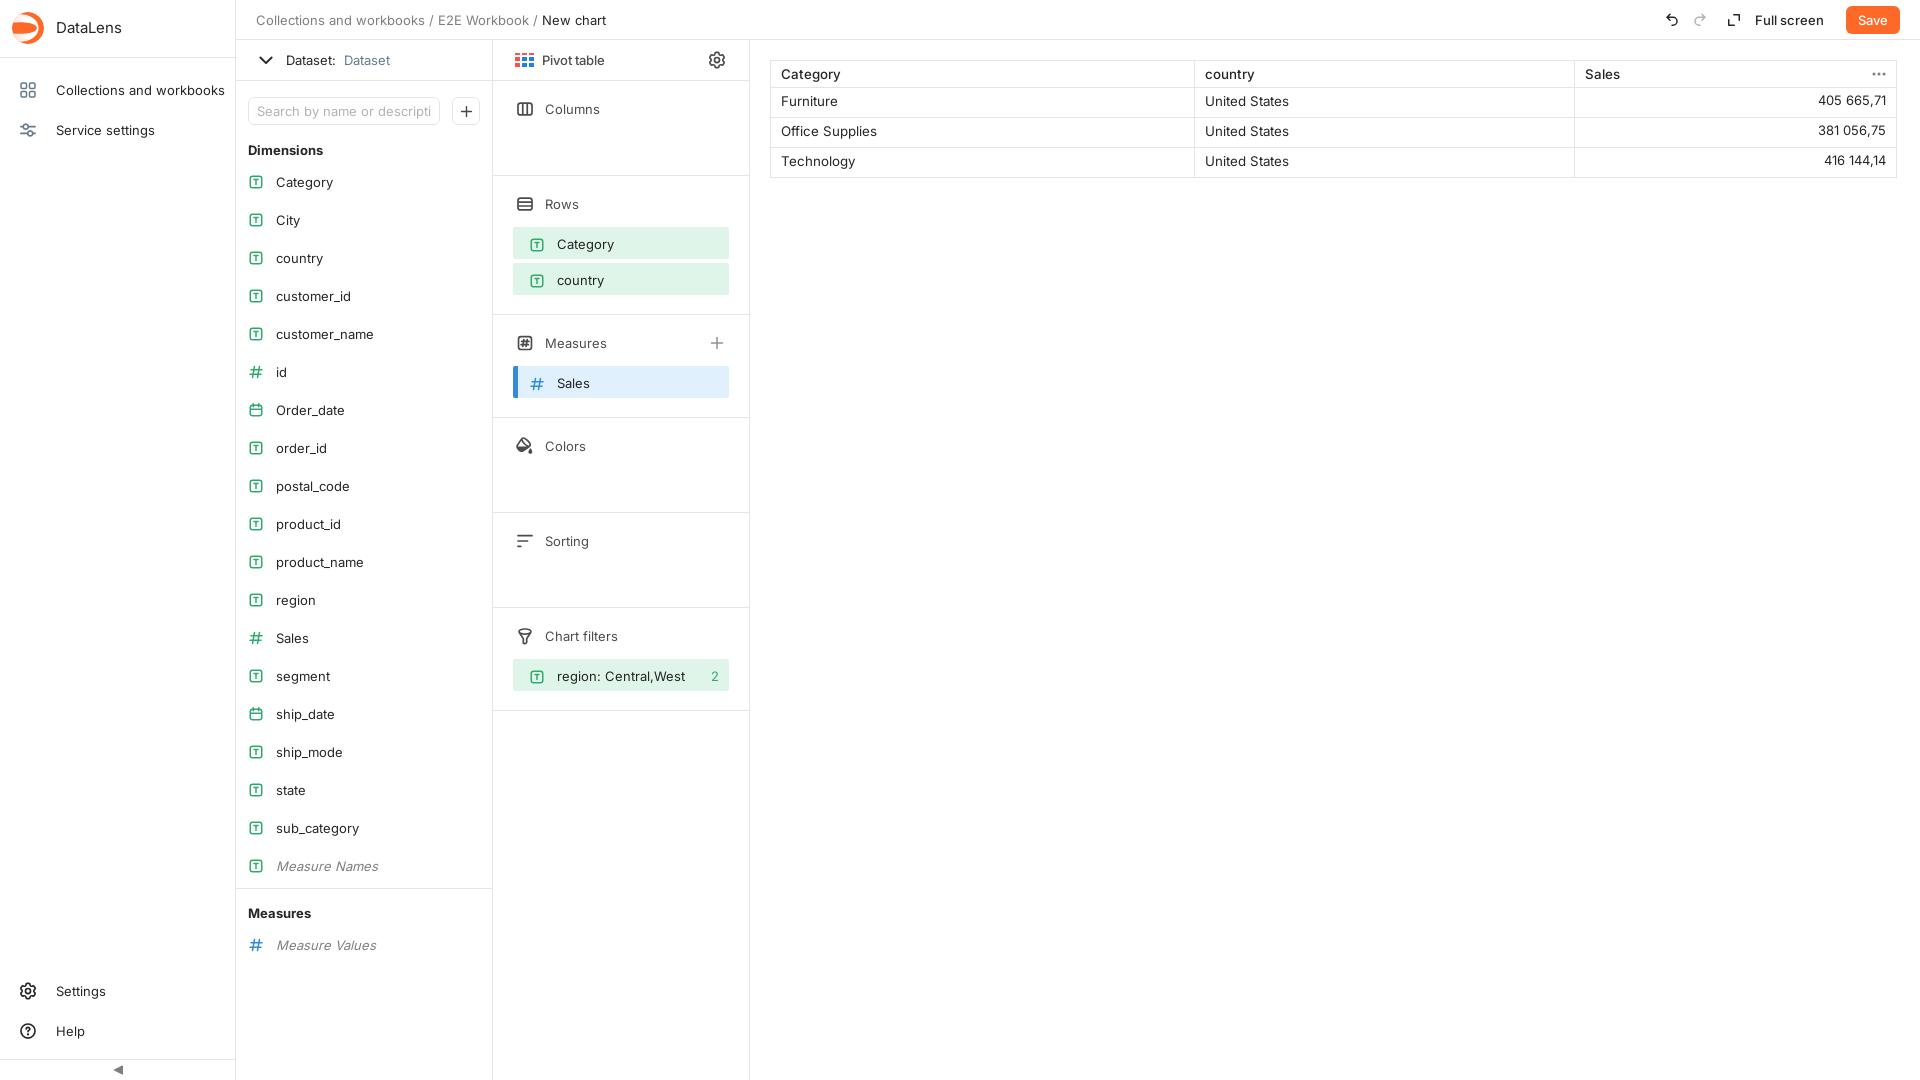 DataLens
Collections and workbooks
Service settings
Settings
Help
Collections and workbooks / E2E Workbook / New chart
Full screen
Save
Dataset: Dataset
Search by name or descripti
Dimensions
Category
City
country
customer_id
customer_name
id
Order_date
order_id
postal_code
product_id
product_name
region
Sales
segment
ship_date
ship_mode
state
sub_category
Measure Names
Measures
Measure Values
Pivot table
Columns
Rows
Category
country
Measures
Sales
Colors
Sorting
Chart filters
region: Central,West 2
Category country Sales
Furniture United States 405 665,71
Office Supplies United States 381 056,75
Technology United States 416 144,14